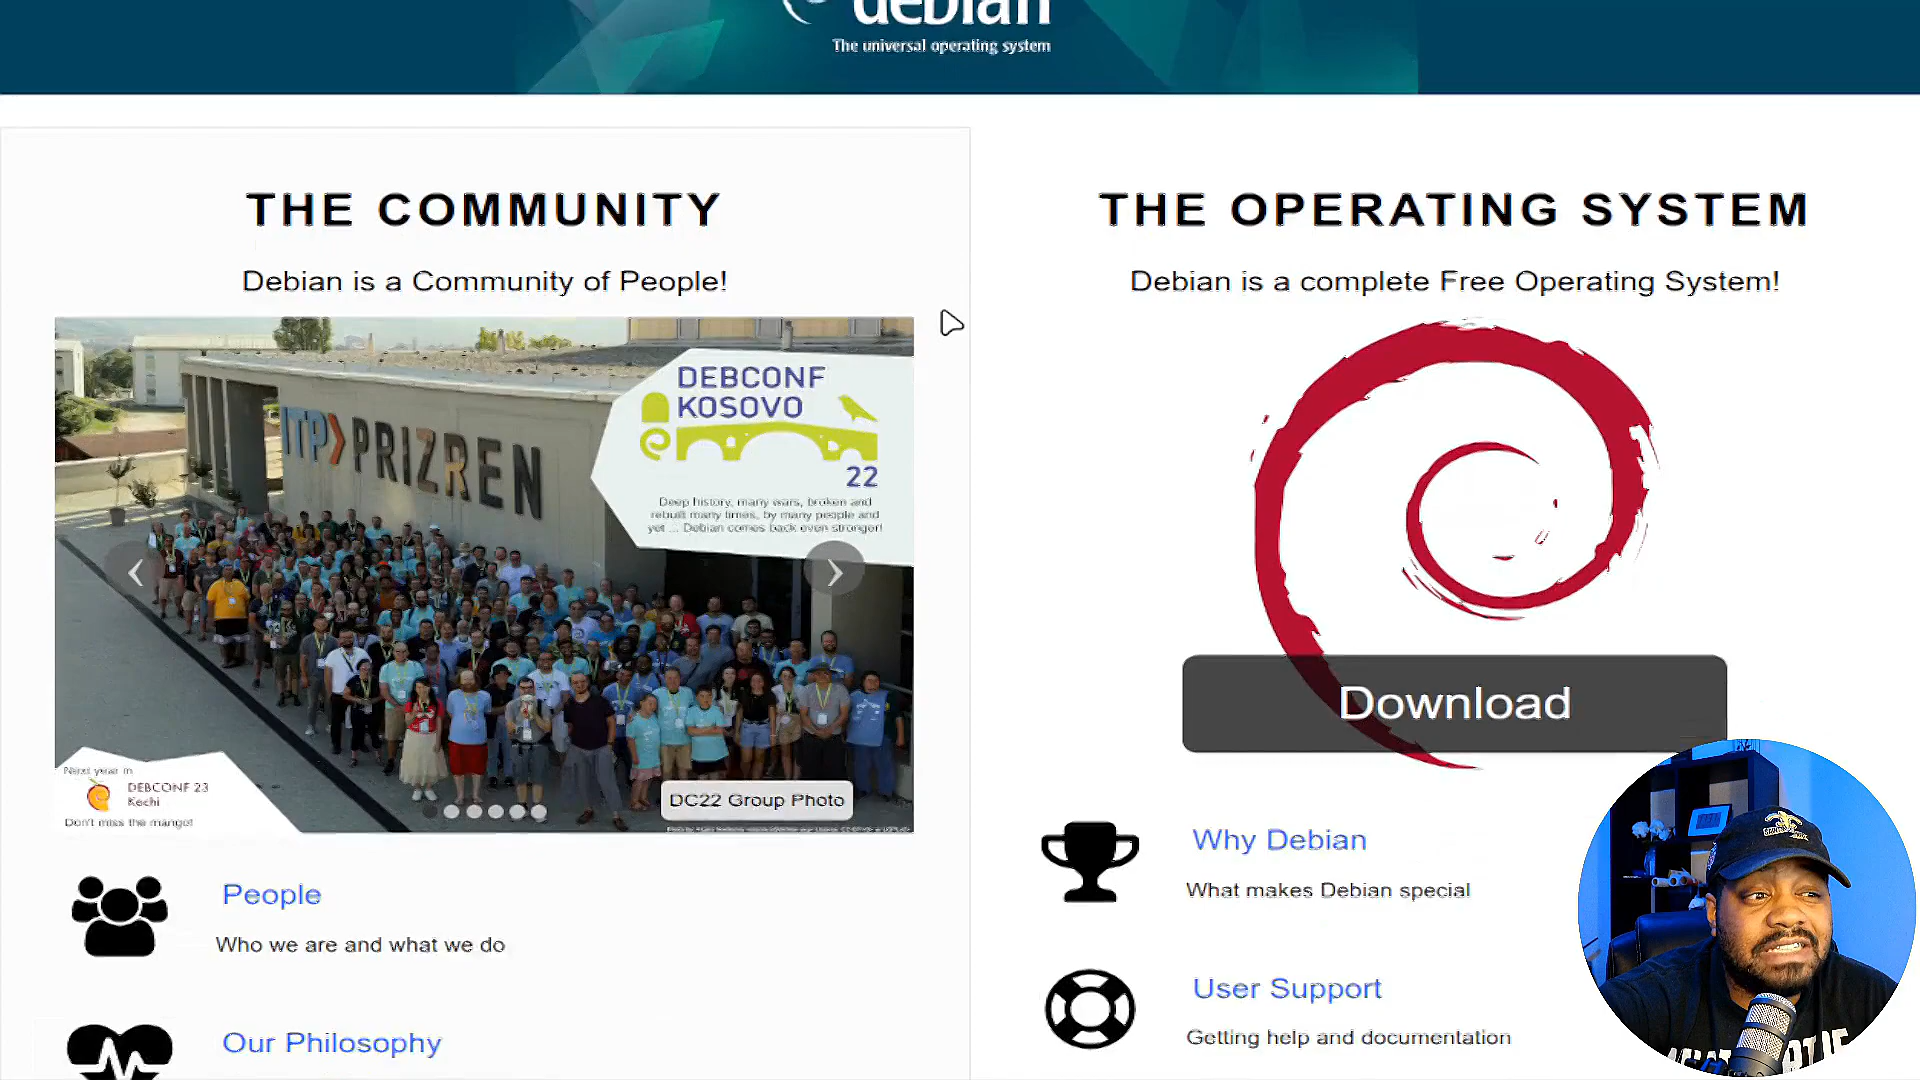 debian
The universal operating system
THE COMMUNITY
Debian is a Community of People!
ITP PRIZREN
DEBCONF
KOSOVO
22
Deep history, many wars, broken and
rebuilt many times, by many people and
yet ... Debian comes back even stronger!
Next year in
DEBCONF 23
Kochi
Don't miss the mango!
DC22 Group Photo
People
Who we are and what we do
Our Philosophy
THE OPERATING SYSTEM
Debian is a complete Free Operating System!
Download
Why Debian
What makes Debian special
User Support
Getting help and documentation